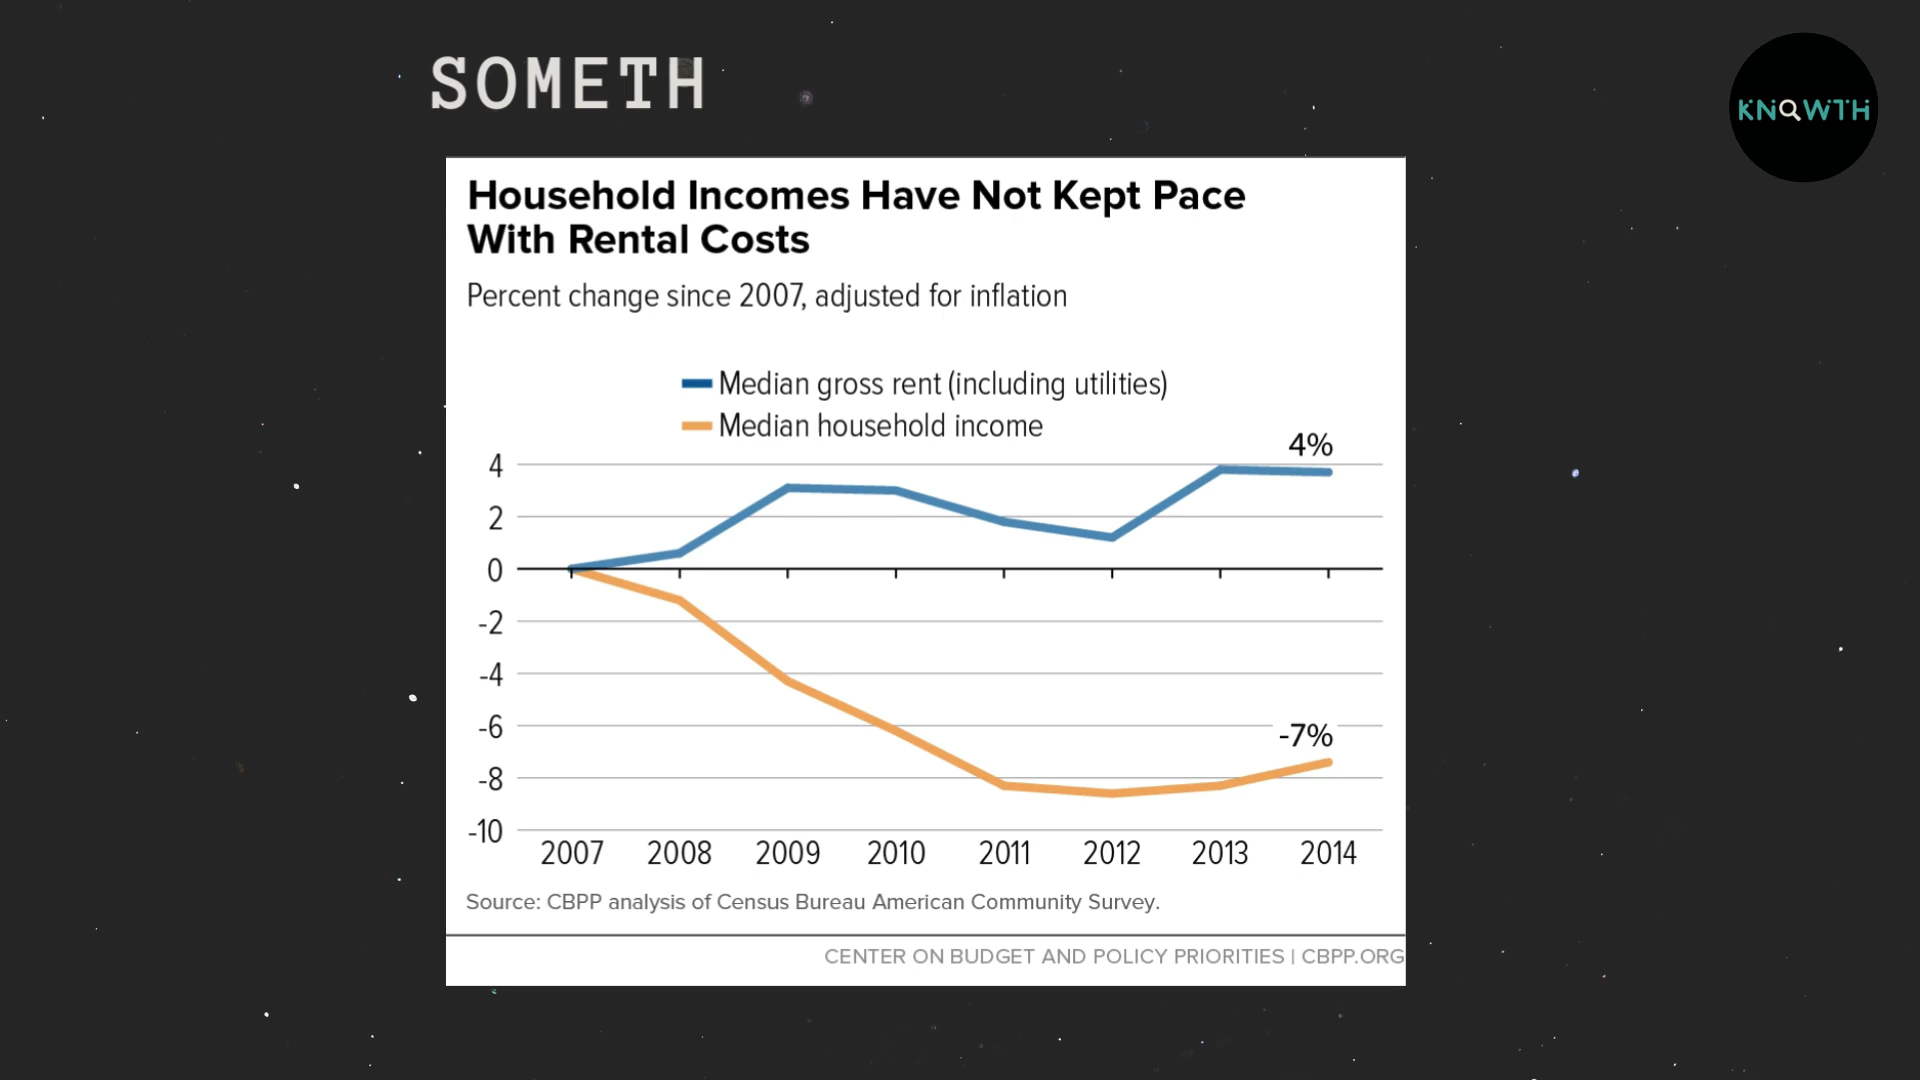 SOMETH
KNOWTH
Household Incomes Have Not Kept Pace
With Rental Costs
Percent change since 2007, adjusted for inflation
Median gross rent (including utilities)
Median household income
4%
4
2
0
-2
-4
-6
-7%
-8
-10
2007 2008 2009 2010 2011 2012 2013 2014
Source: CBPP analysis of Census Bureau American Community Survey.
CENTER ON BUDGET AND POLICY PRIORITIES | CBPP.ORG